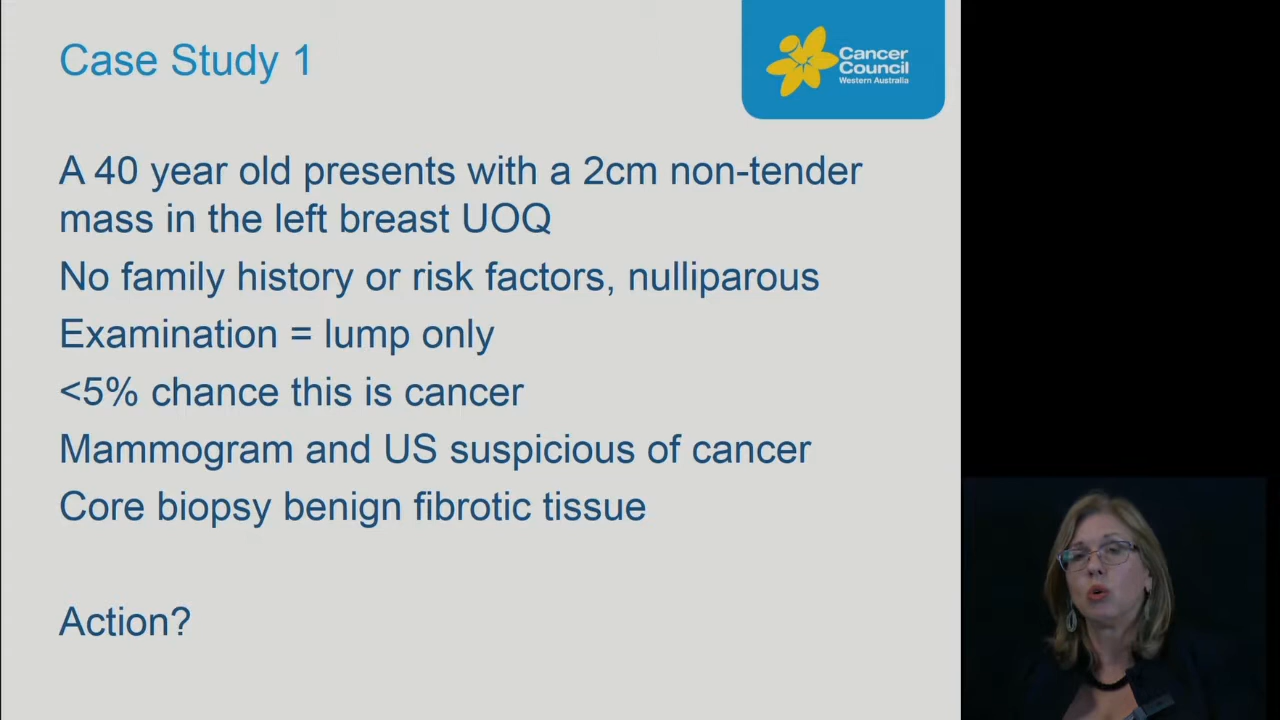 Case Study 1
Cancer
Council
Western Australia
A 40 year old presents with a 2cm non-tender
mass in the left breast UOQ
No family history or risk factors, nulliparous
Examination = lump only
<5% chance this is cancer
Mammogram and US suspicious of cancer
Core biopsy benign fibrotic tissue
Action?